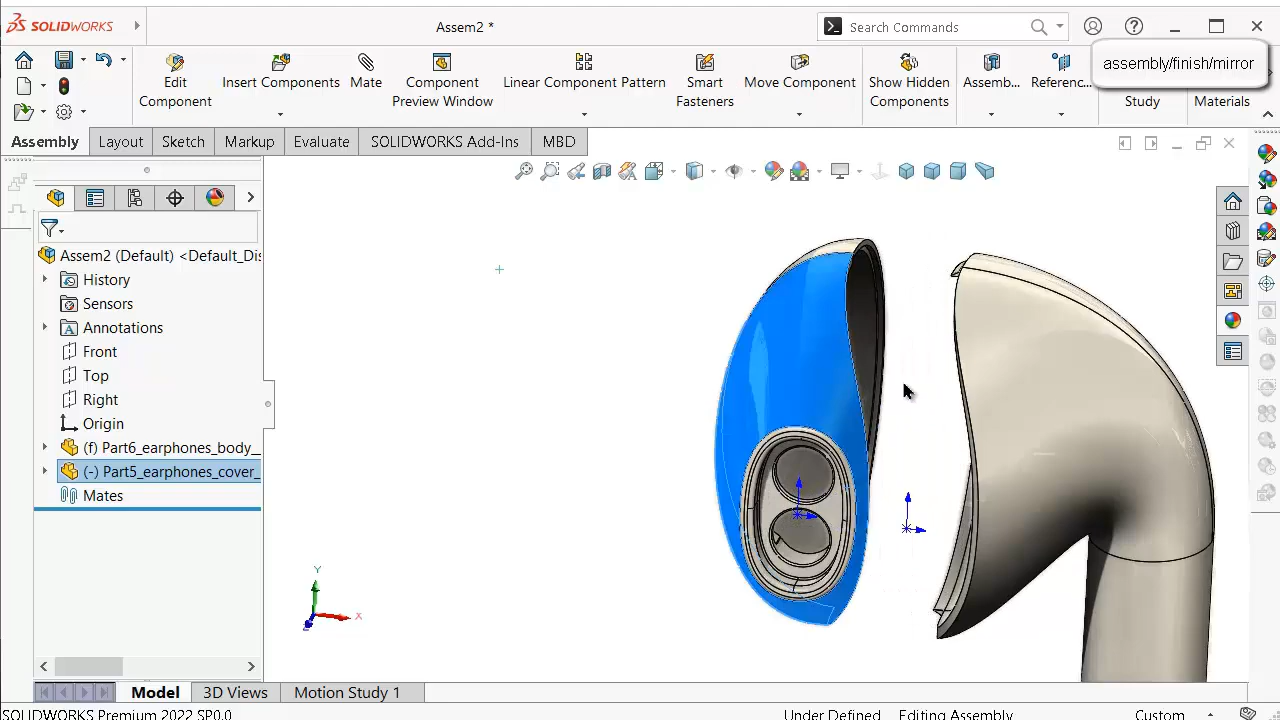 SOLIDWORKS
Assem2 *
Search Commands
assembly/finish/mirror
Edit
Component
Insert Components
Mate
Component
Preview Window
Linear Component Pattern
Smart
Fasteners
Move Component
Show Hidden
Components
Assemb...
Referenc...
Study
Materials
Assembly
Layout
Sketch
Markup
Evaluate
SOLIDWORKS Add-Ins
MBD
Assem2 (Default) <Default_Dis
History
Sensors
Annotations
Front
Top
Right
Origin
(f) Part6_earphones_body_
(-) Part5_earphones_cover_
Mates
Y
X
Z
Model
3D Views
Motion Study 1
SOLIDWORKS Premium 2022 SP0.0
Under Defined
Editing Assembly
Custom